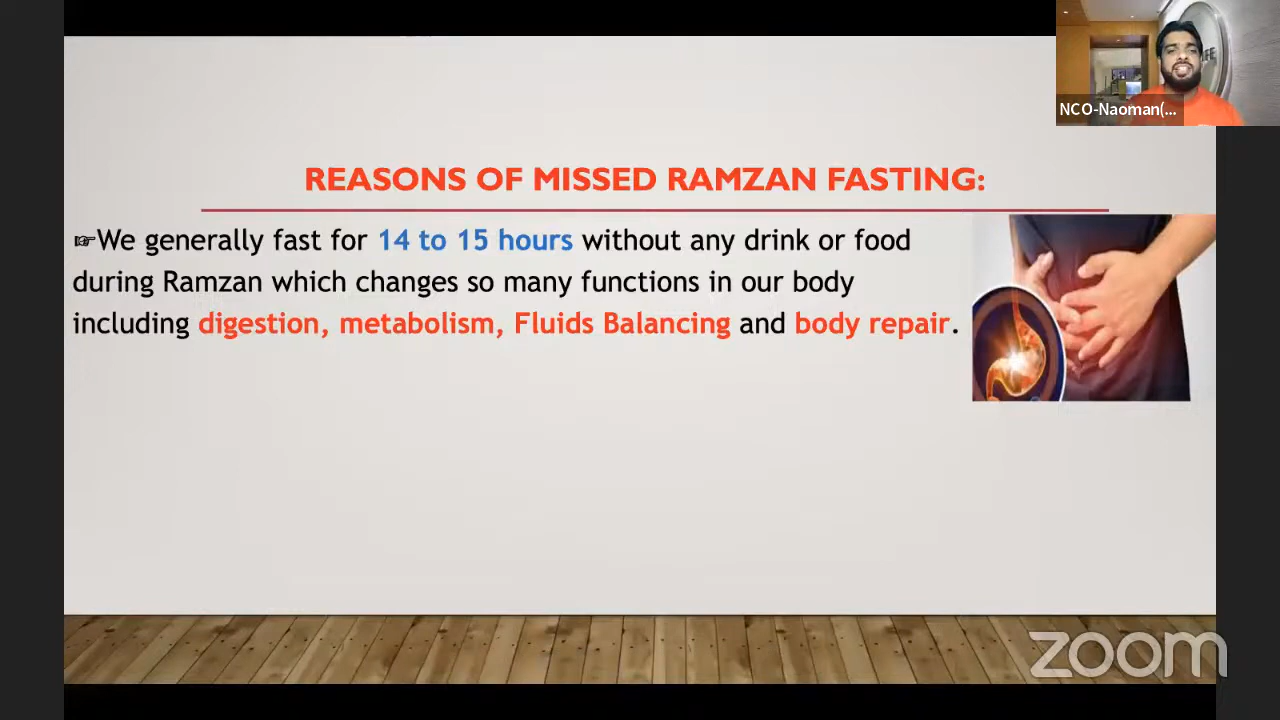 NCO-Naoman(...
REASONS OF MISSED RAMZAN FASTING:
☞We generally fast for 14 to 15 hours without any drink or food
during Ramzan which changes so many functions in our body
including digestion, metabolism, Fluids Balancing and body repair.
zoom